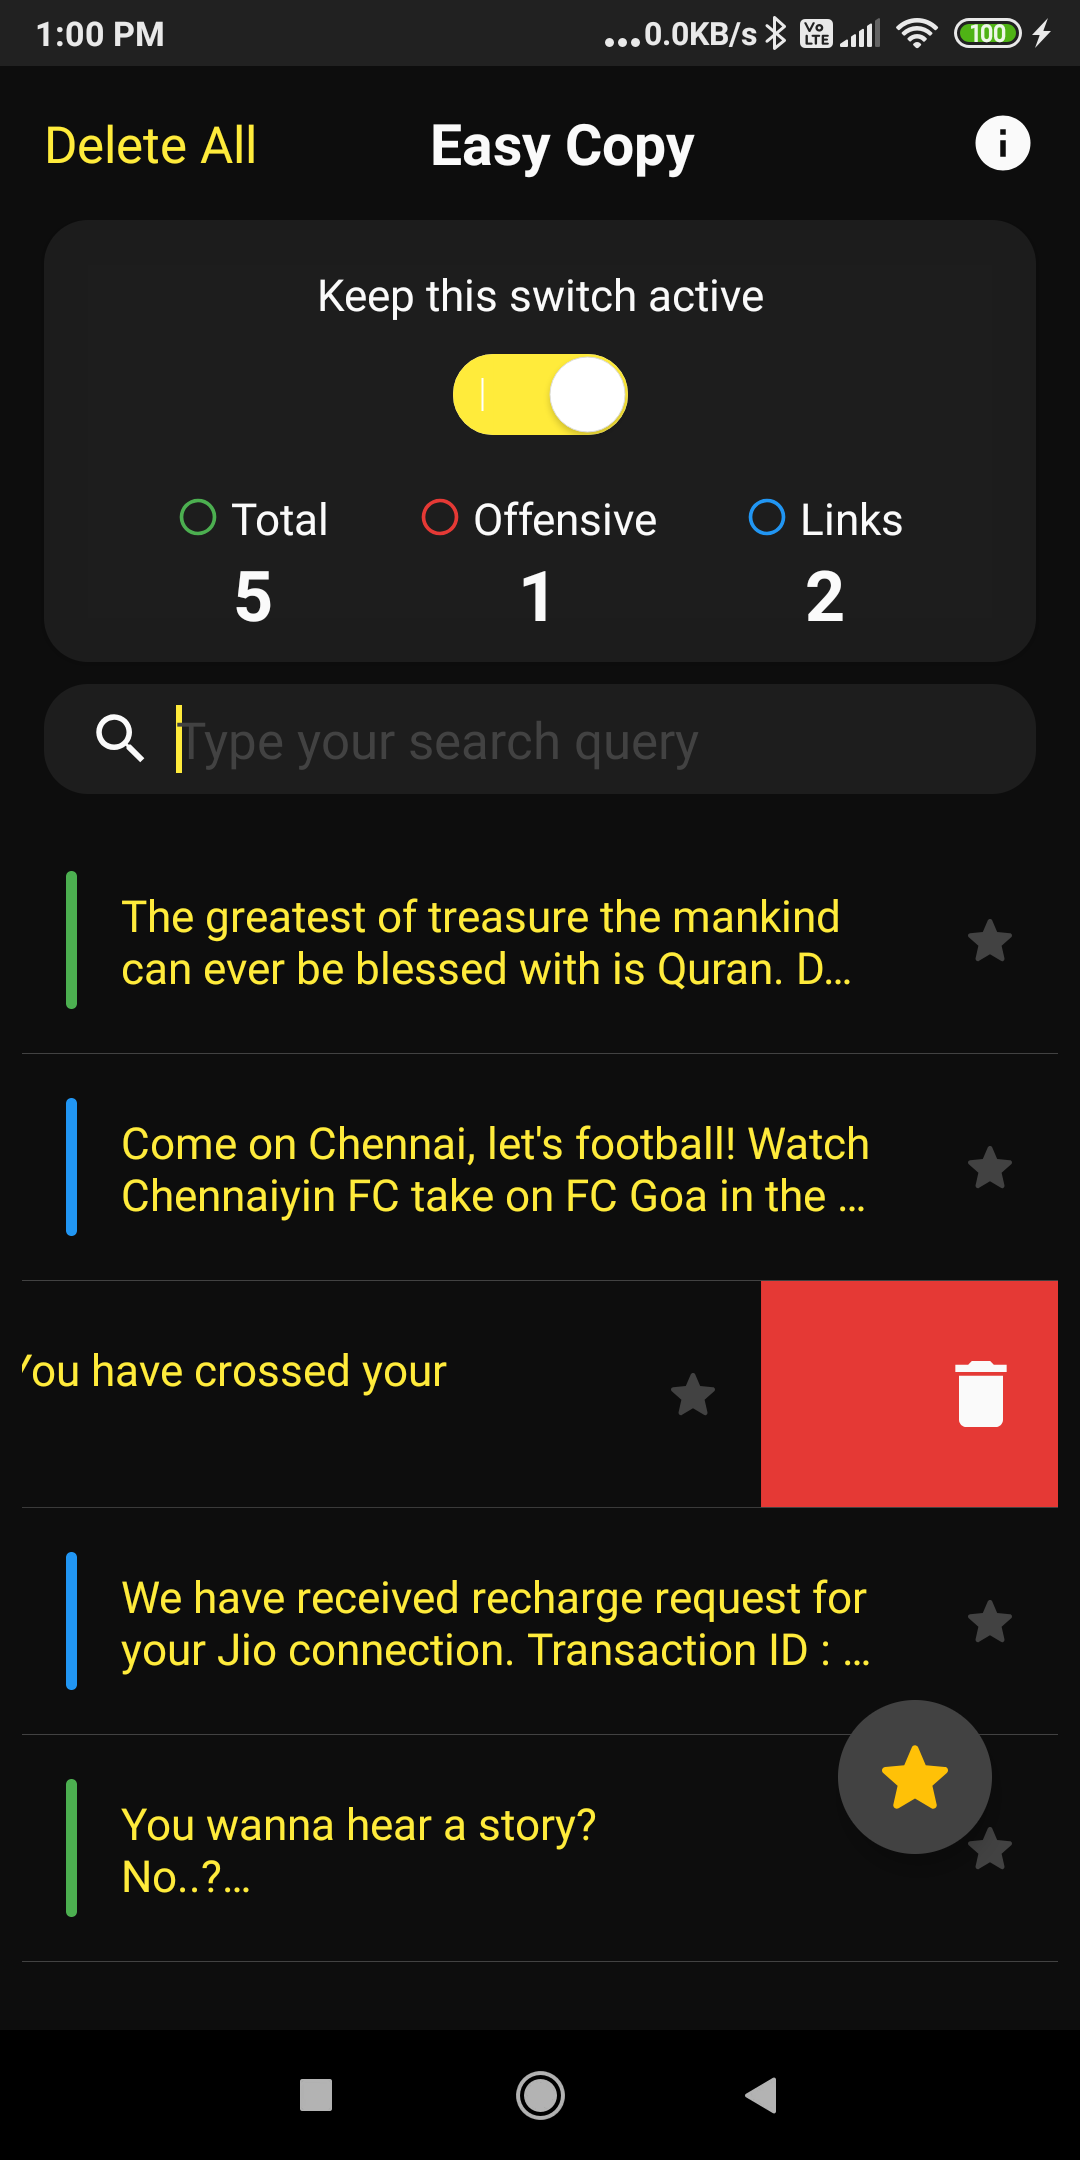 1:00 PM
...0.0KB/s
Vo
LTE
100
Delete All
Easy Copy
Keep this switch active
Total
Offensive
Links
5
1
2
Type your search query
The greatest of treasure the mankind
can ever be blessed with is Quran. D...
Come on Chennai, let's football! Watch
Chennaiyin FC take on FC Goa in the ...
You have crossed your
We have received recharge request for
your Jio connection. Transaction ID : ...
You wanna hear a story?
No..?...